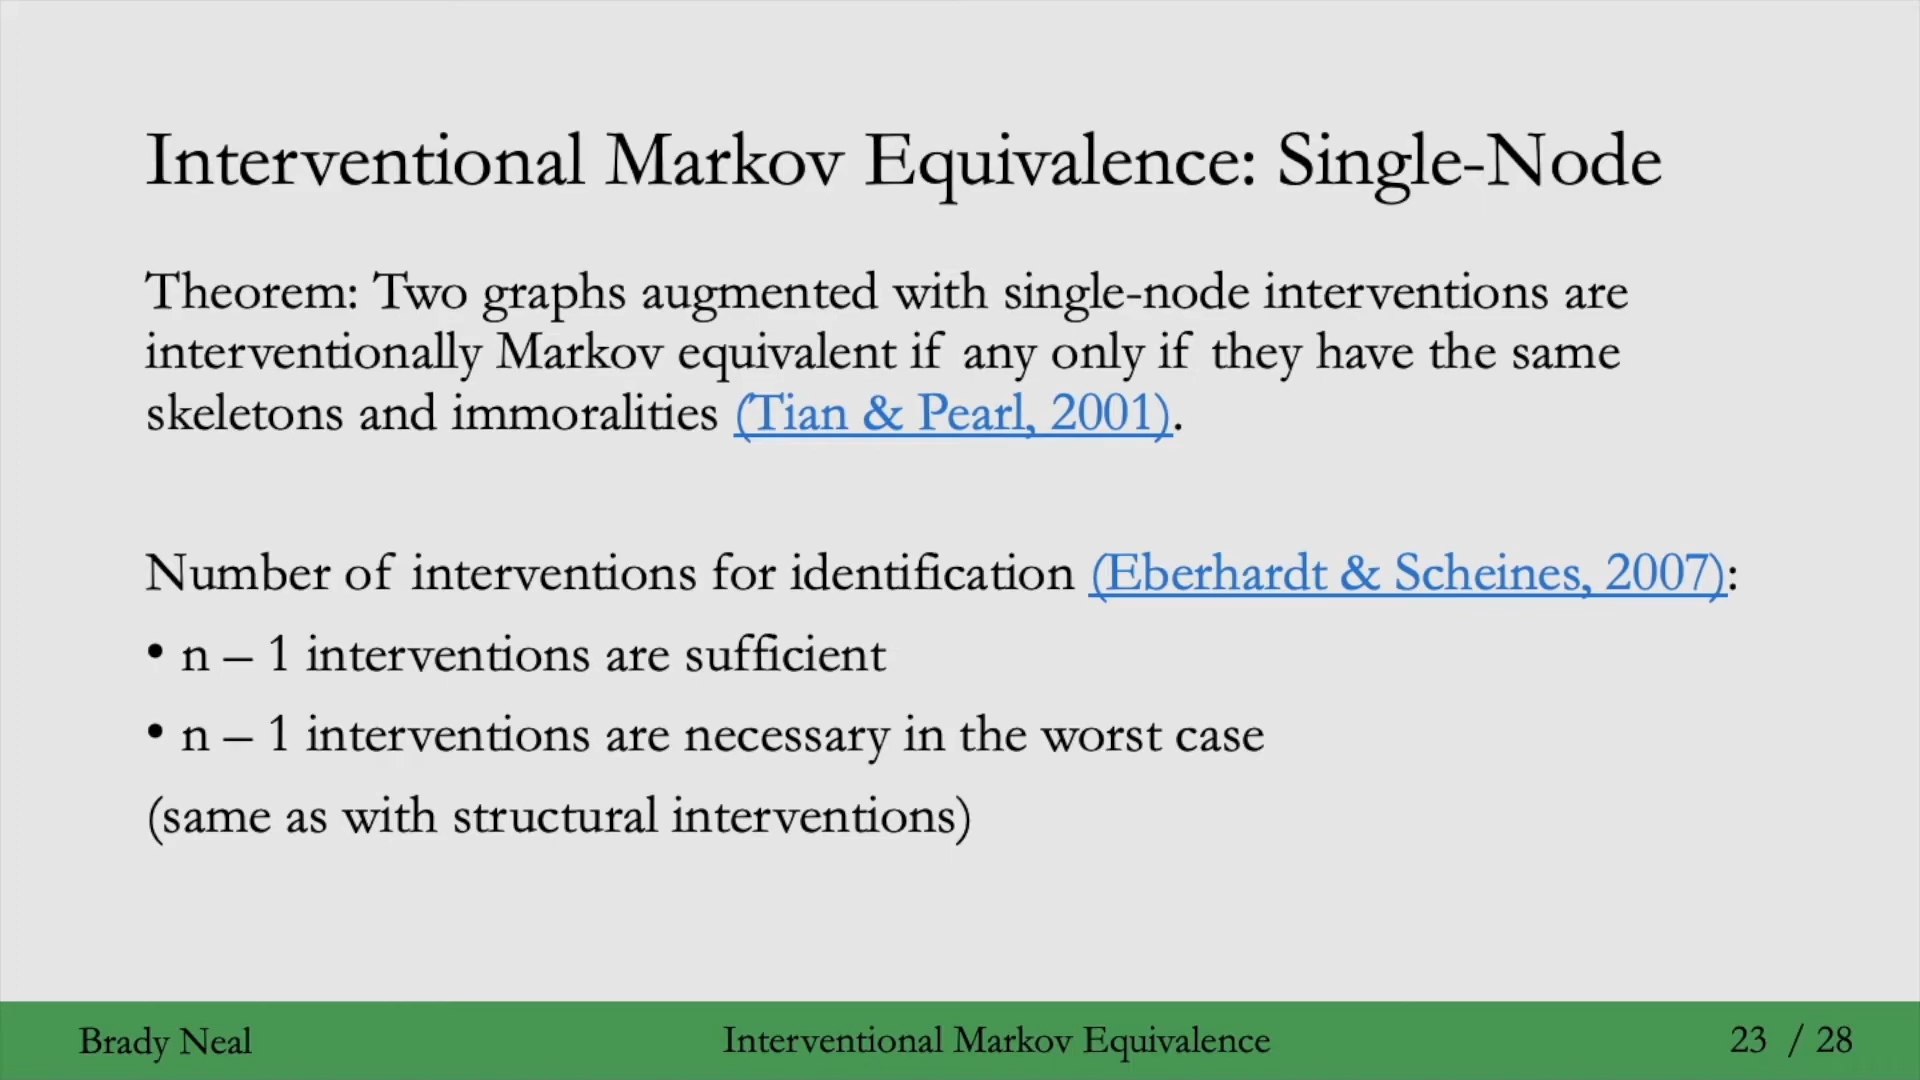 Interventional Markov Equivalence: Single-Node
Theorem: Two graphs augmented with single-node interventions are
interventionally Markov equivalent if any only if they have the same
skeletons and immoralities (Tian & Pearl, 2001).
Number of interventions for identification (Eberhardt & Scheines, 2007):
• n – 1 interventions are sufficient
• n – 1 interventions are necessary in the worst case
(same as with structural interventions)
Brady Neal
Interventional Markov Equivalence
23 / 28